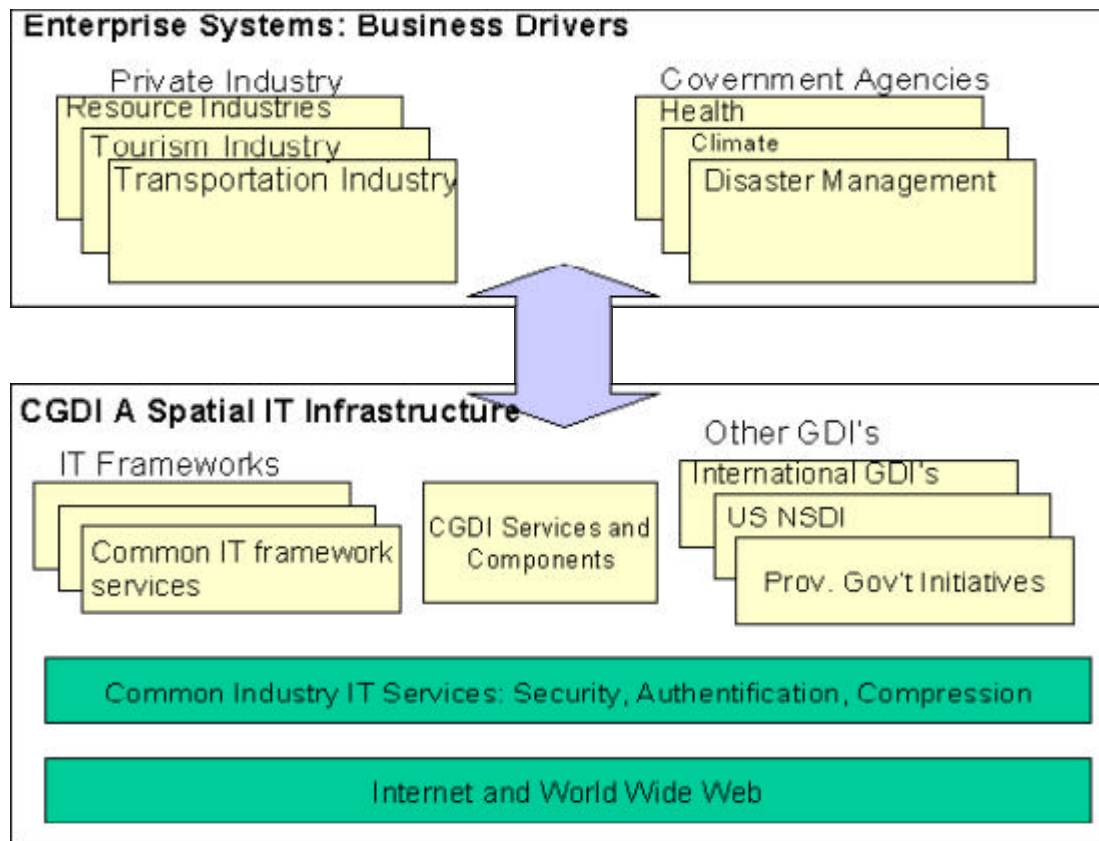 Enterprise Systems: Business Drivers
Private Industry
Resource Industries
Tourism Industry
Transportation Industry
Government Agencies
Health
Climate
Disaster Management
CGDI A Spatial IT Infrastructure
IT Frameworks
Common IT framework
services
CGDI Services and
Components
Other GDI's
International GDI's
US NSDI
Prov. Gov't Initiatives
Common Industry IT Services: Security, Authentification, Compression
Internet and World Wide Web